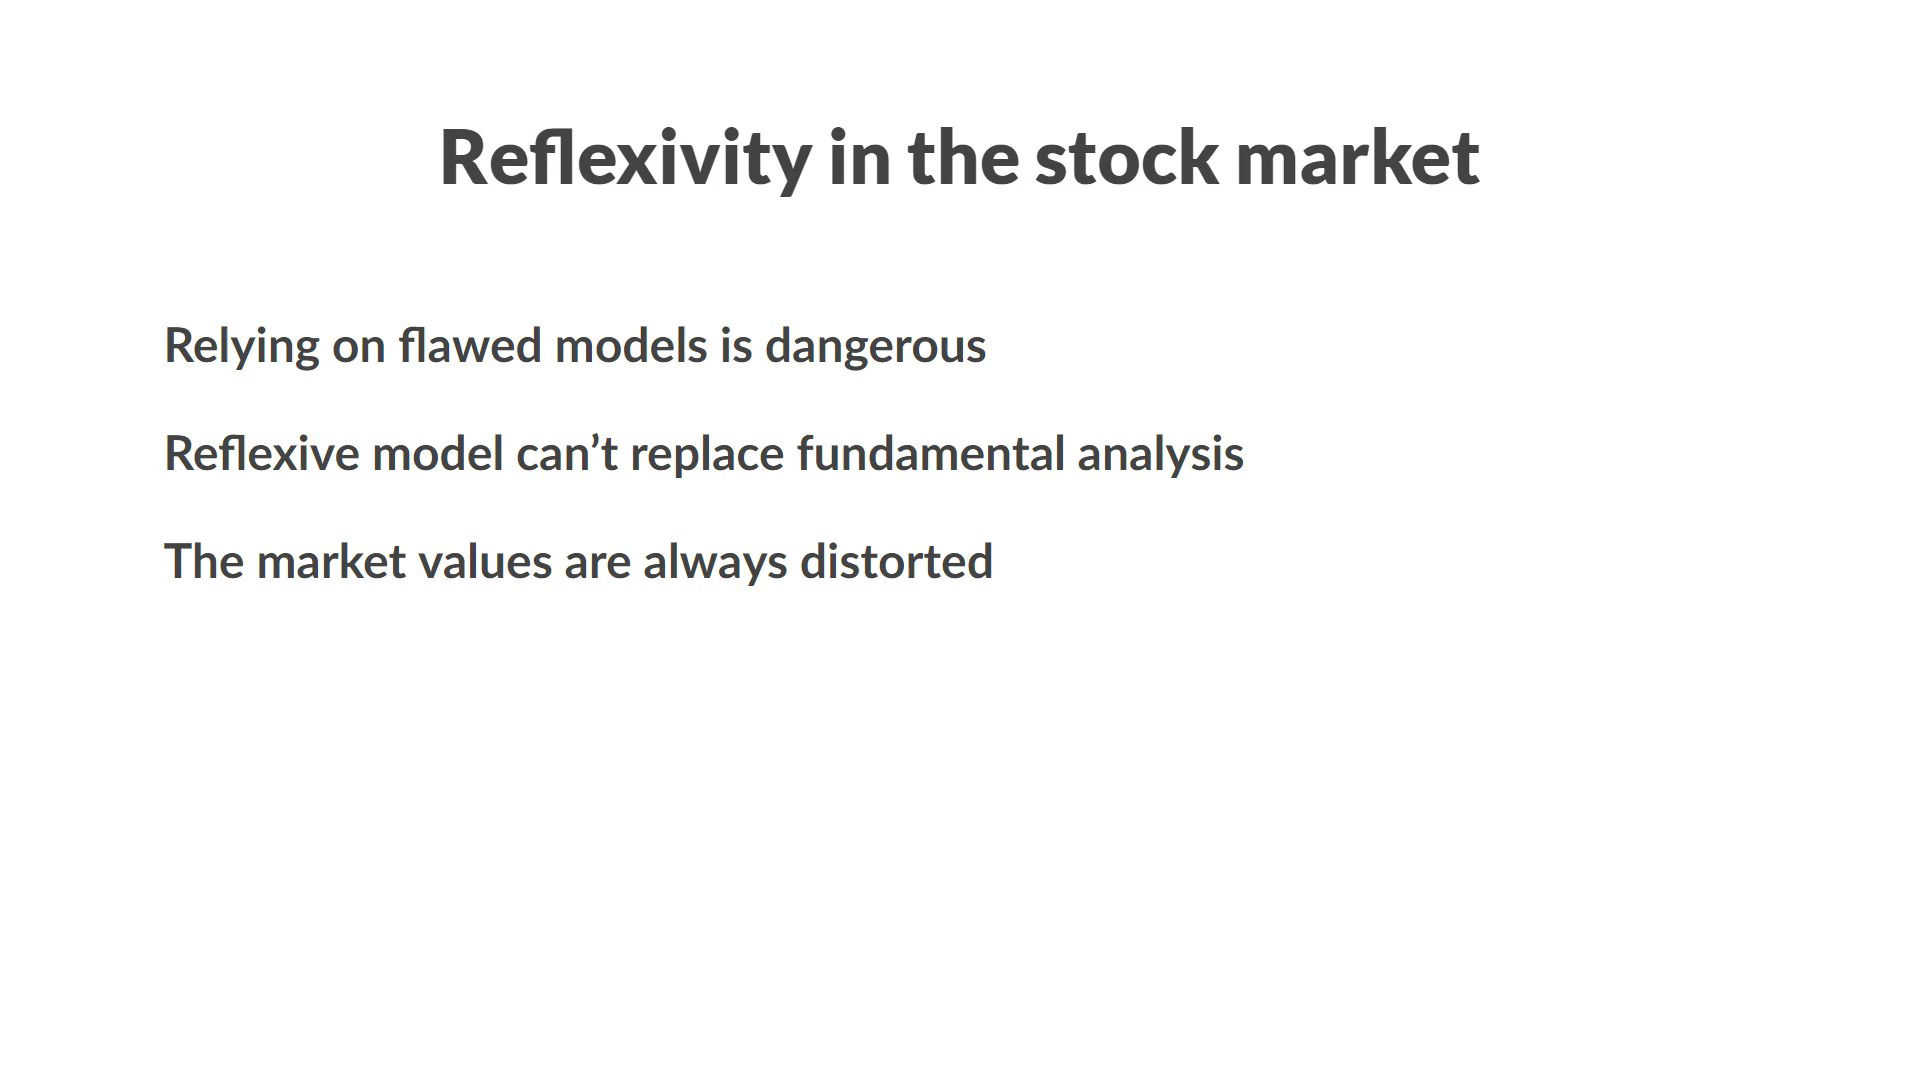 Reflexivity in the stock market
Relying on flawed models is dangerous
Reflexive model can’t replace fundamental analysis
The market values are always distorted